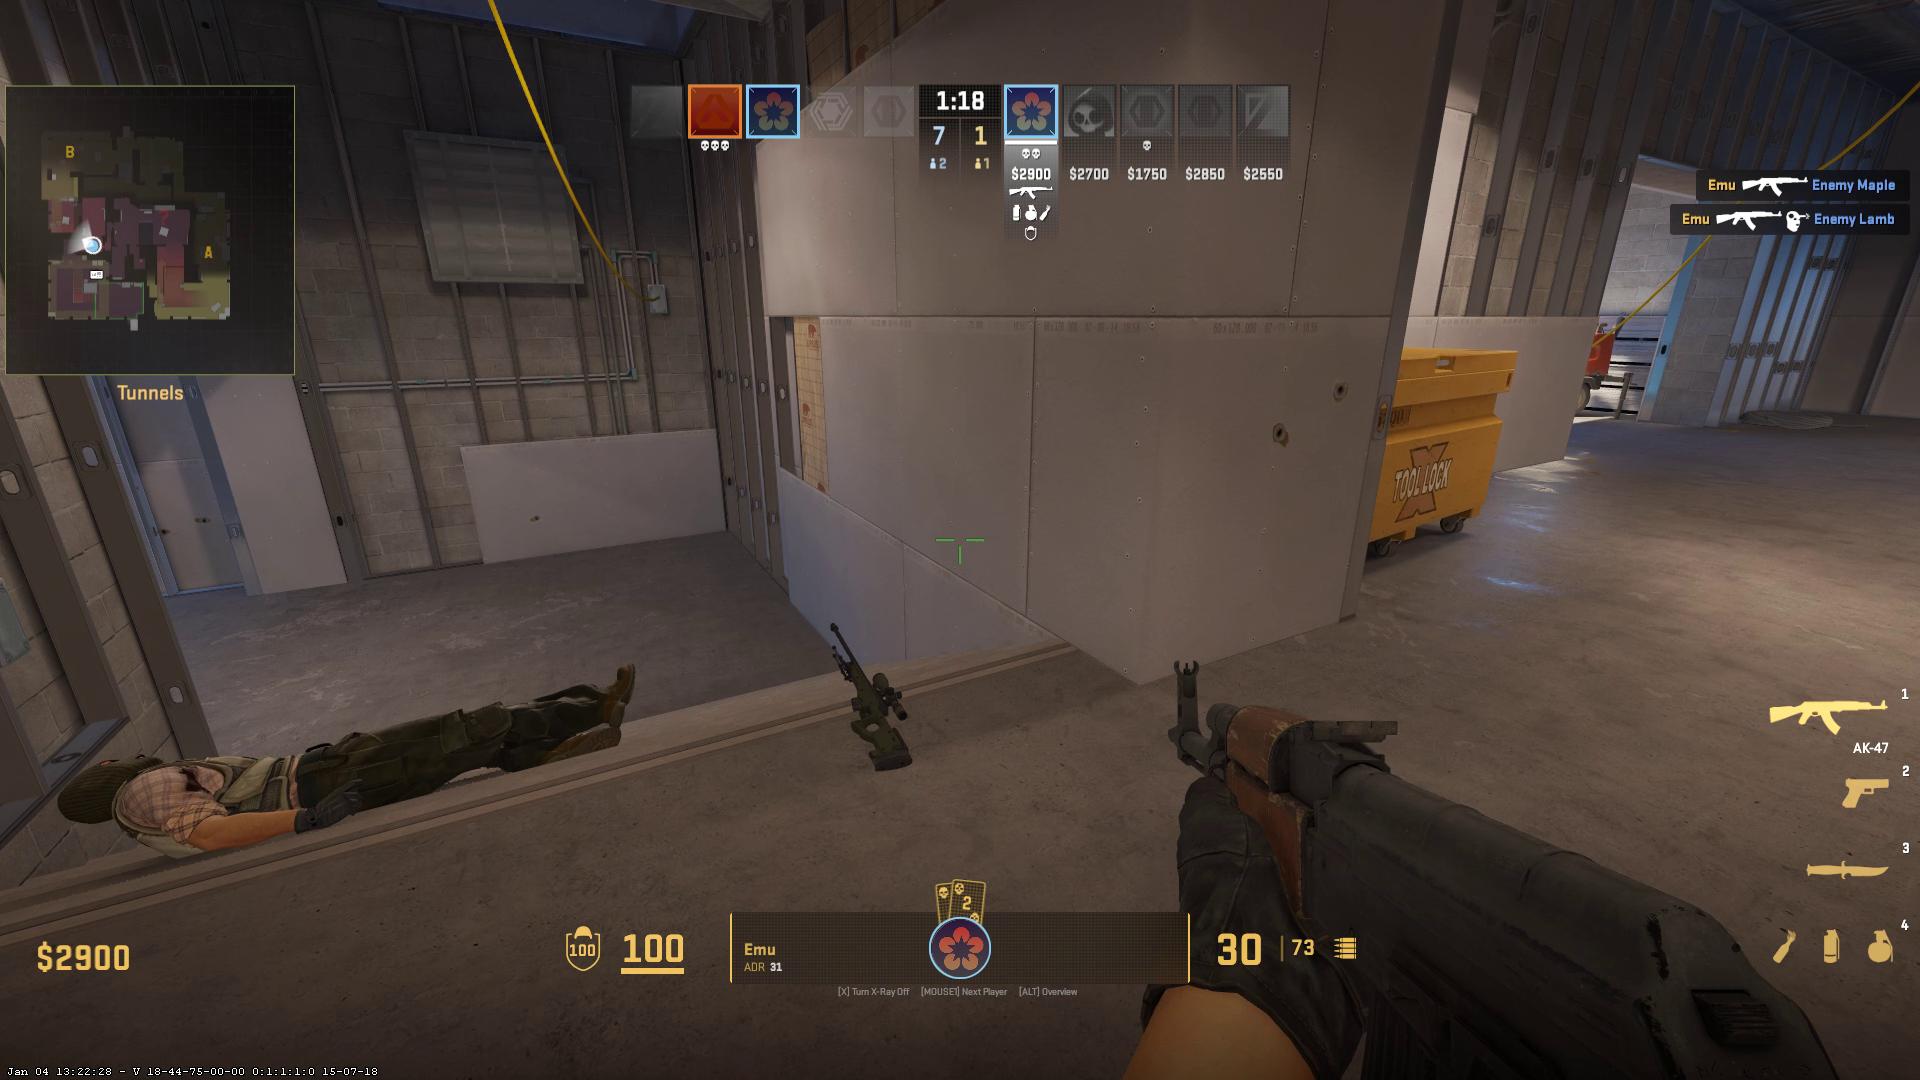 1:18
7 1
2 1
$2900 $2700 $1750 $2850 $2550
B
A
Tunnels
Emu Enemy Maple
Emu Enemy Lamb
TOOL LOCK
X
1
AK-47
2
3
4
$2900
100
100
2
Emu
ADR 31
30 | 73
[X] Turn X-Ray Off [MOUSE1] Next Player [ALT] Overview
Jan 04 13:22:28 - V 18-44-75-00-00 0:1:1:1:0 15-07-18